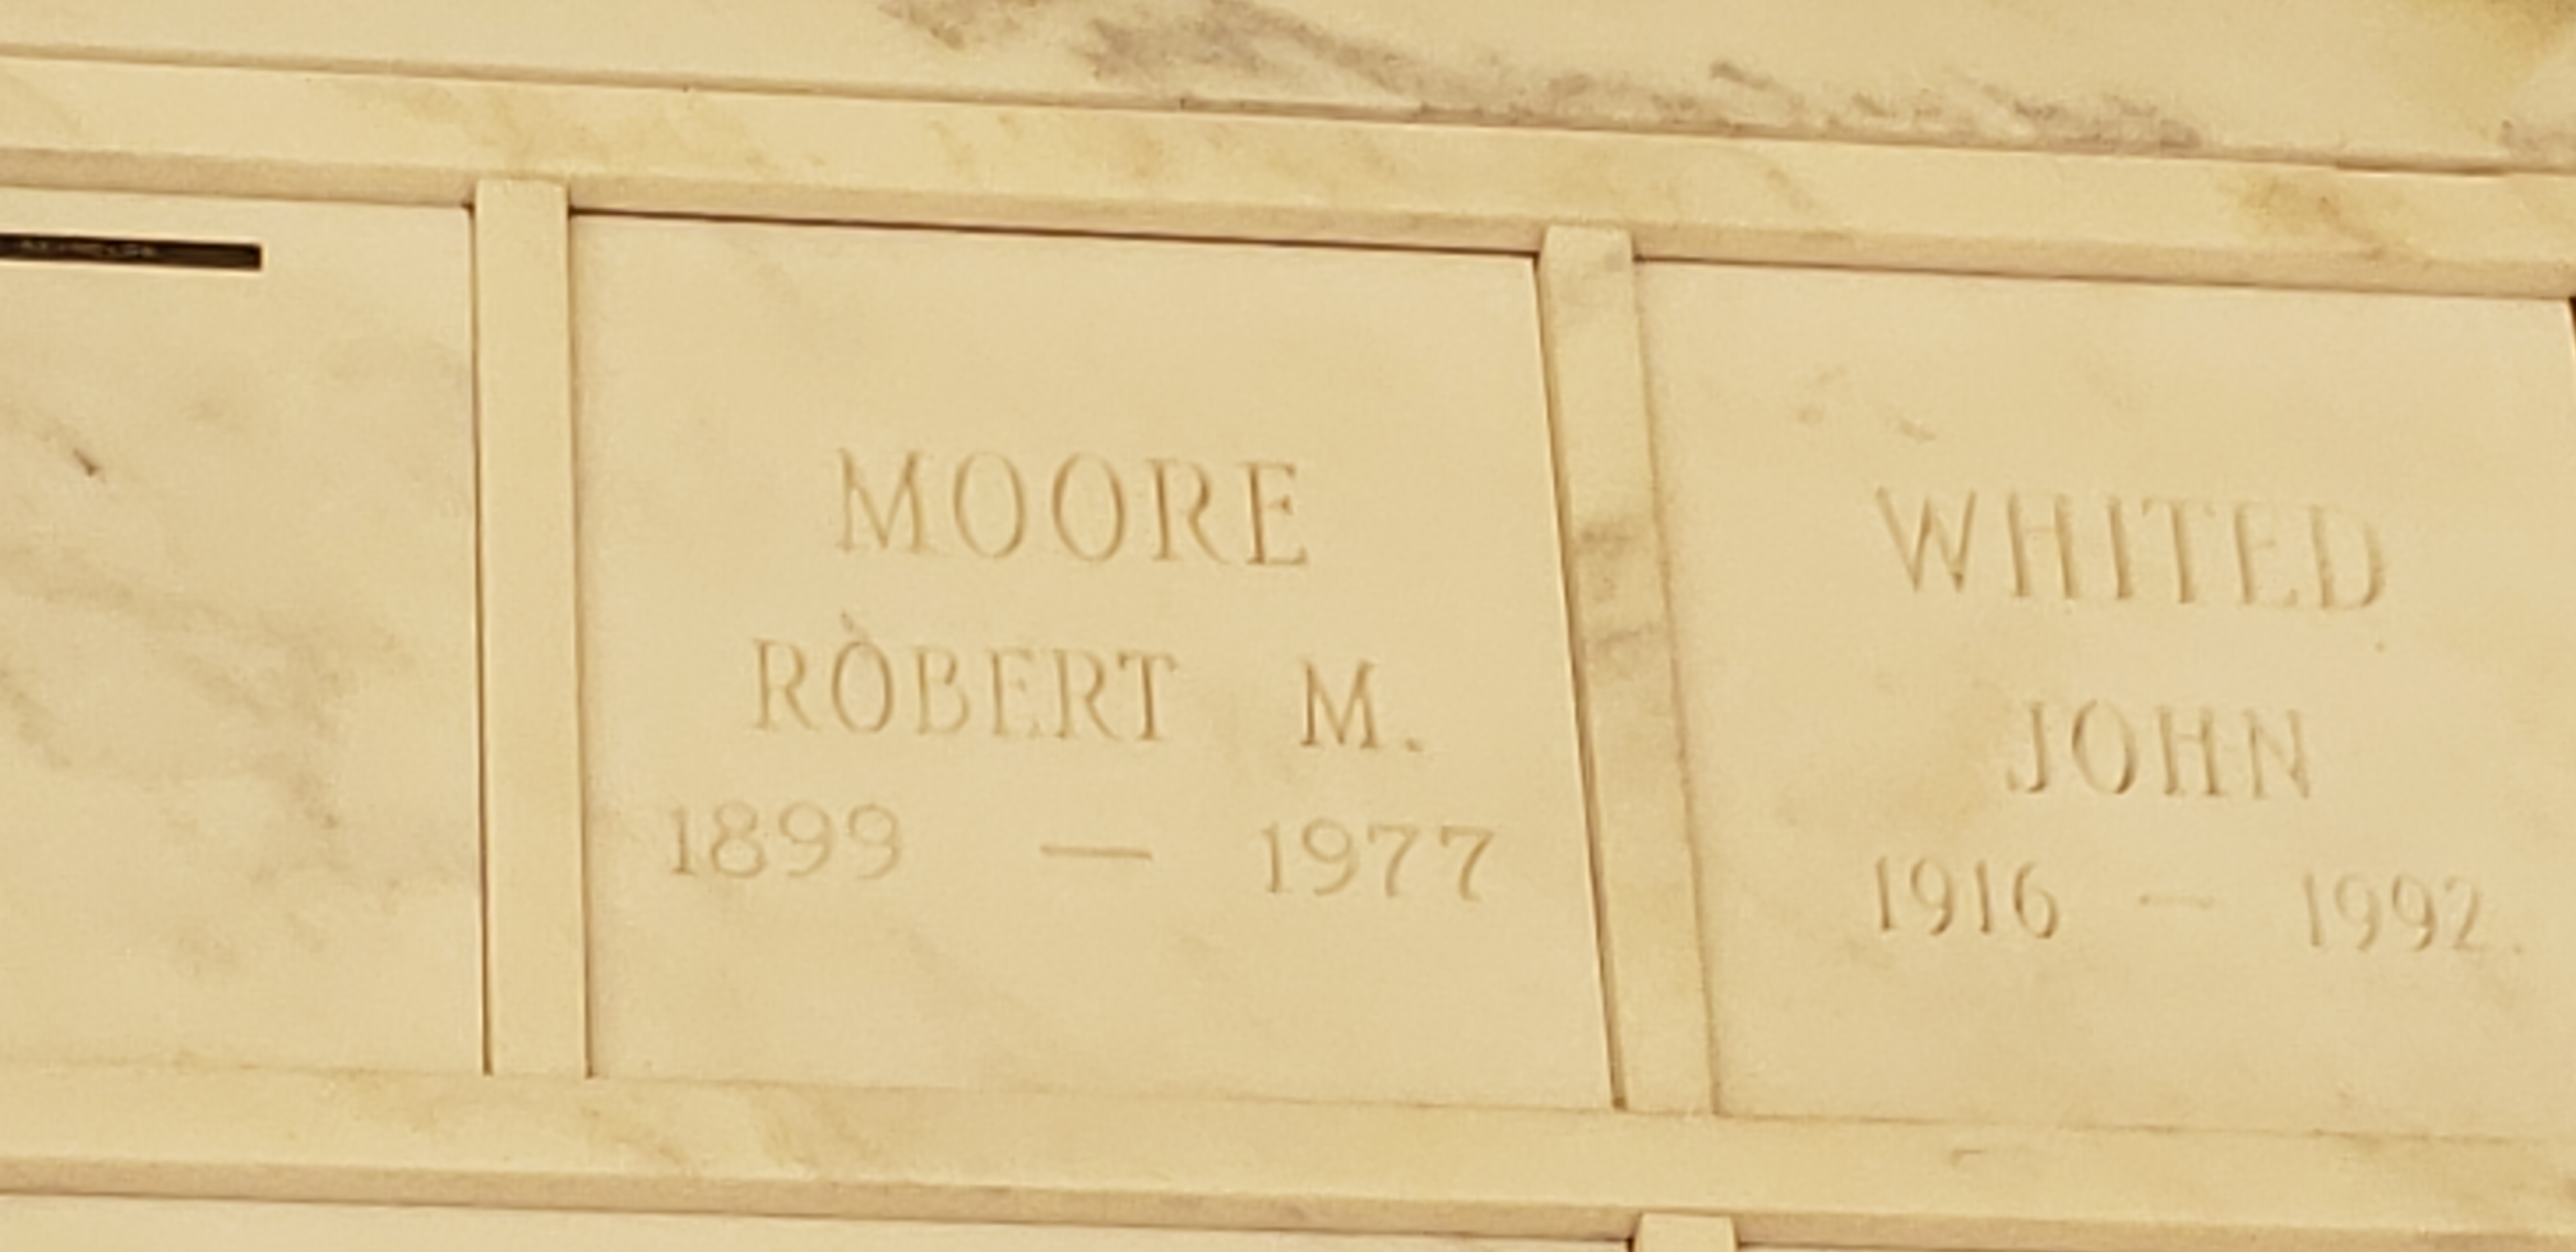 MOORE
ROBERT M.
1899 — 1977
WHITED
JOHN
1916 — 1992